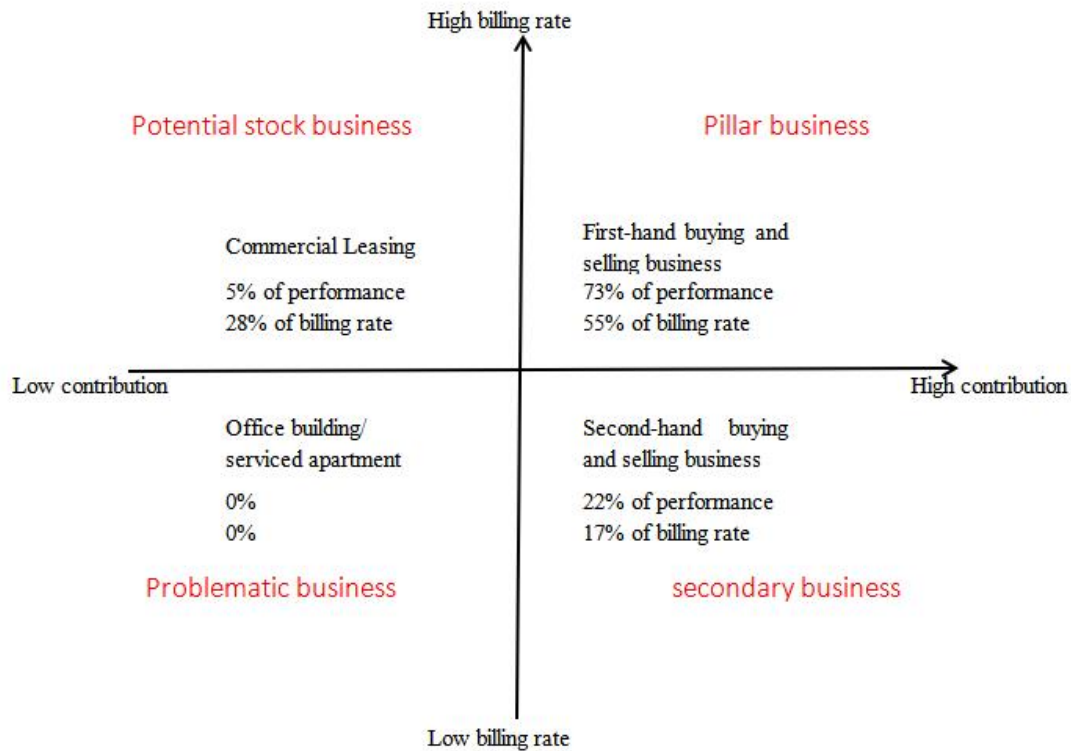 High billing rate
Potential stock business
Pillar business
Commercial Leasing
5% of performance
28% of billing rate
First-hand buying and
selling business
73% of performance
55% of billing rate
Low contribution
High contribution
Office building/
serviced apartment
0%
0%
Second-hand buying
and selling business
22% of performance
17% of billing rate
Problematic business
secondary business
Low billing rate